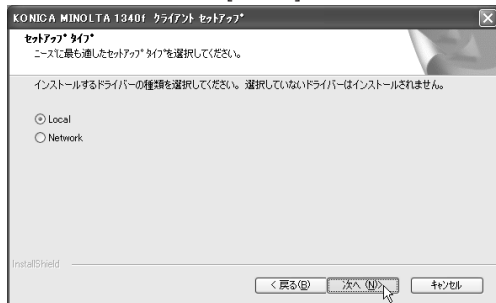 KONICA MINOLTA 1340f クライアント セットアップ
セットアップ タイプ
ニーズに最も適したセットアップ タイプを選択してください。
インストールするドライバーの種類を選択してください。選択していないドライバーはインストールされません。
Local
Network
InstallShield
< 戻る(B)
次へ (N)>
キャンセル